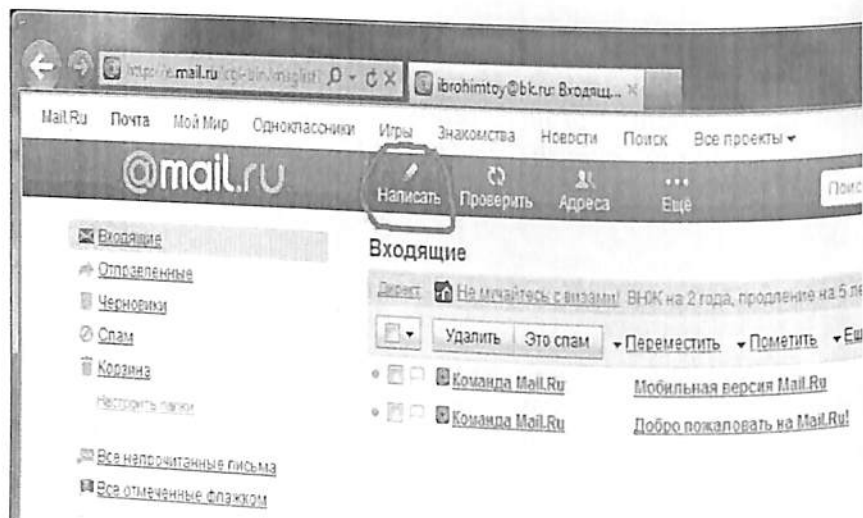 e.mail.ru
ibrohimtoy@bk.ru: Входящ...
Mail.Ru Почта Мой Мир Одноклассники Игры Знакомства Новости Поиск Все проекты
@mail.ru Написать Проверить Адреса Ещё Поис
Входящие
Входящие
Отправленные
Директ Не мучайтесь с визами! ВНЖ на 2 года, продление на 5 ле
Черновики
Удалить Это спам Переместить Пометить Ещ
Спам
Корзина
Команда Mail.Ru Мобильная версия Mail.Ru
Настроить папки
Команда Mail.Ru Добро пожаловать на Mail.Ru!
Все непрочитанные письма
Все отмеченные флажком